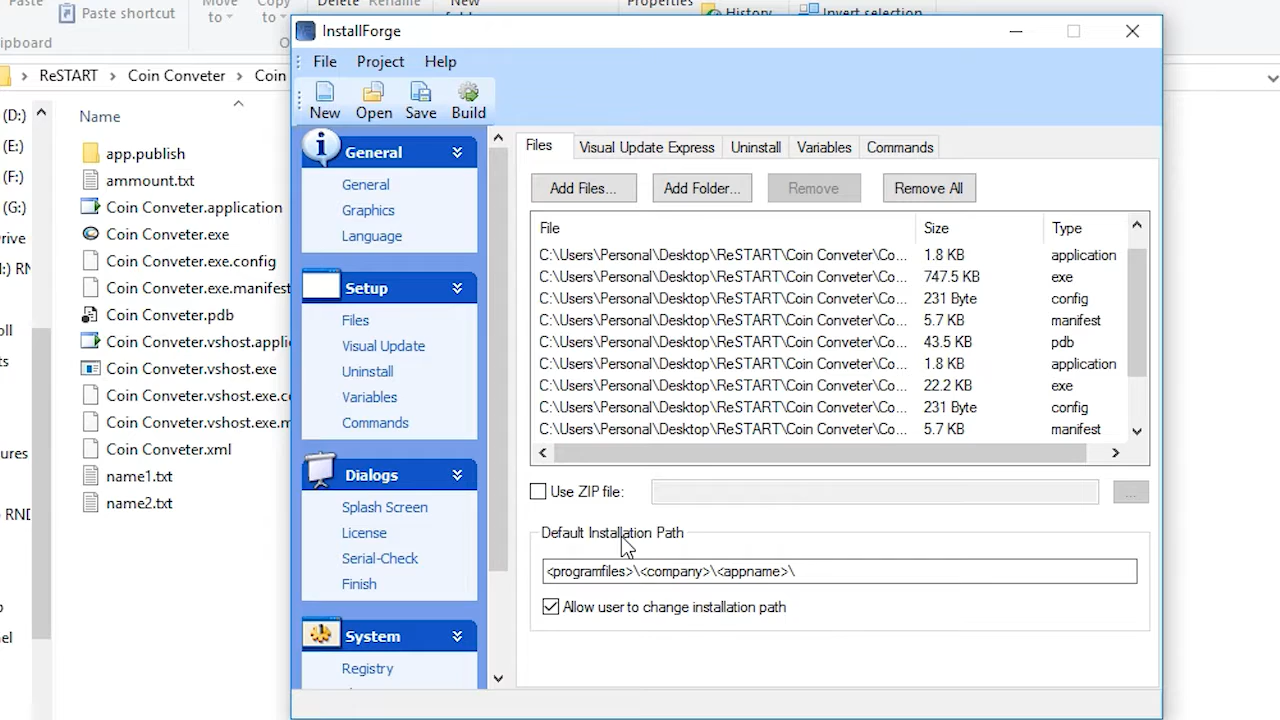 Paste
Paste shortcut
Move
to
Copy
to
Delete
Rename
New
Properties
History
Invert selection
ipboard
ReSTART > Coin Conveter > Coin
(D:)
(E:)
(F:)
(G:)
rive
:) RN
oll
ts
ures
) RND
nel
Name
app.publish
ammount.txt
Coin Conveter.application
Coin Conveter.exe
Coin Conveter.exe.config
Coin Conveter.exe.manifest
Coin Conveter.pdb
Coin Conveter.vshost.appli
Coin Conveter.vshost.exe
Coin Conveter.vshost.exe.c
Coin Conveter.vshost.exe.m
Coin Conveter.xml
name1.txt
name2.txt
InstallForge
File Project Help
New Open Save Build
General
General
Graphics
Language
Setup
Files
Visual Update
Uninstall
Variables
Commands
Dialogs
Splash Screen
License
Serial-Check
Finish
System
Registry
Files Visual Update Express Uninstall Variables Commands
Add Files... Add Folder... Remove Remove All
File Size Type
C:\Users\Personal\Desktop\ReSTART\Coin Conveter\Co... 1.8 KB application
C:\Users\Personal\Desktop\ReSTART\Coin Conveter\Co... 747.5 KB exe
C:\Users\Personal\Desktop\ReSTART\Coin Conveter\Co... 231 Byte config
C:\Users\Personal\Desktop\ReSTART\Coin Conveter\Co... 5.7 KB manifest
C:\Users\Personal\Desktop\ReSTART\Coin Conveter\Co... 43.5 KB pdb
C:\Users\Personal\Desktop\ReSTART\Coin Conveter\Co... 1.8 KB application
C:\Users\Personal\Desktop\ReSTART\Coin Conveter\Co... 22.2 KB exe
C:\Users\Personal\Desktop\ReSTART\Coin Conveter\Co... 231 Byte config
C:\Users\Personal\Desktop\ReSTART\Coin Conveter\Co... 5.7 KB manifest
Use ZIP file: ...
Default Installation Path
<programfiles>\<company>\<appname>\
Allow user to change installation path